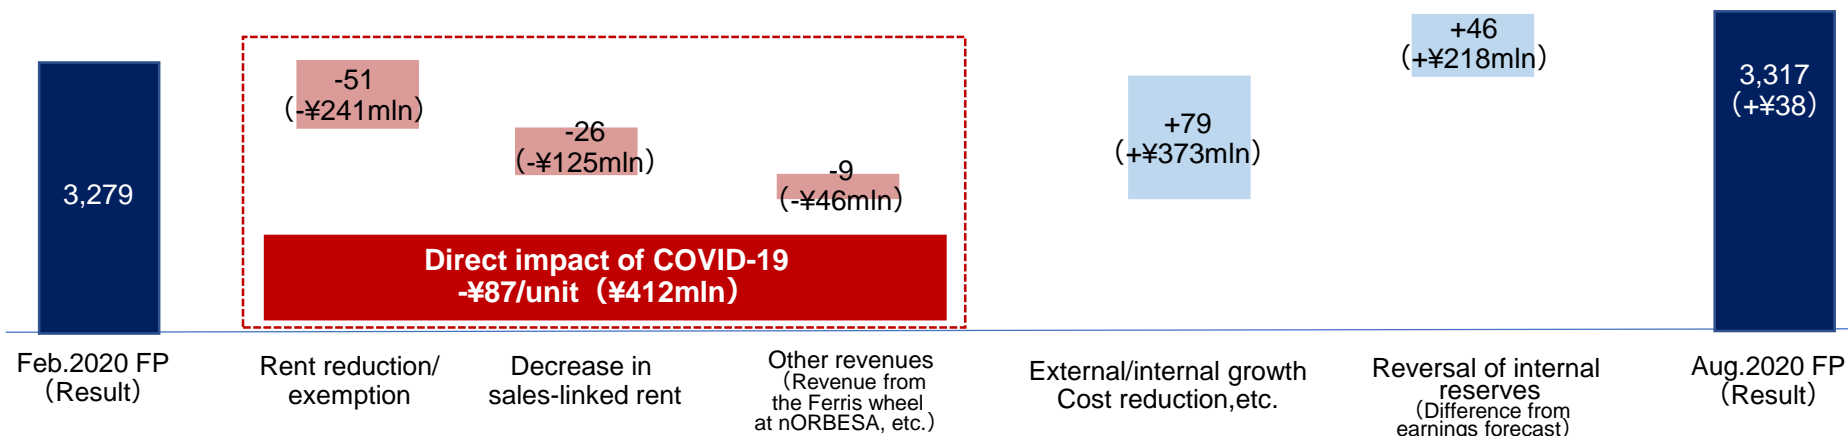 3,279
-51
（-¥241mln）
-26
（-¥125mln）
-9
（-¥46mln）
Direct impact of COVID-19
-¥87/unit（¥412mln）
+79
（+¥373mln）
+46
（+¥218mln）
3,317
（+¥38）
Feb.2020 FP
（Result）
Rent reduction/
exemption
Decrease in
sales-linked rent
Other revenues
（Revenue from
the Ferris wheel
at nORBESA, etc.）
External/internal growth
Cost reduction,etc.
Reversal of internal
reserves
（Difference from
earnings forecast）
Aug.2020 FP
（Result）